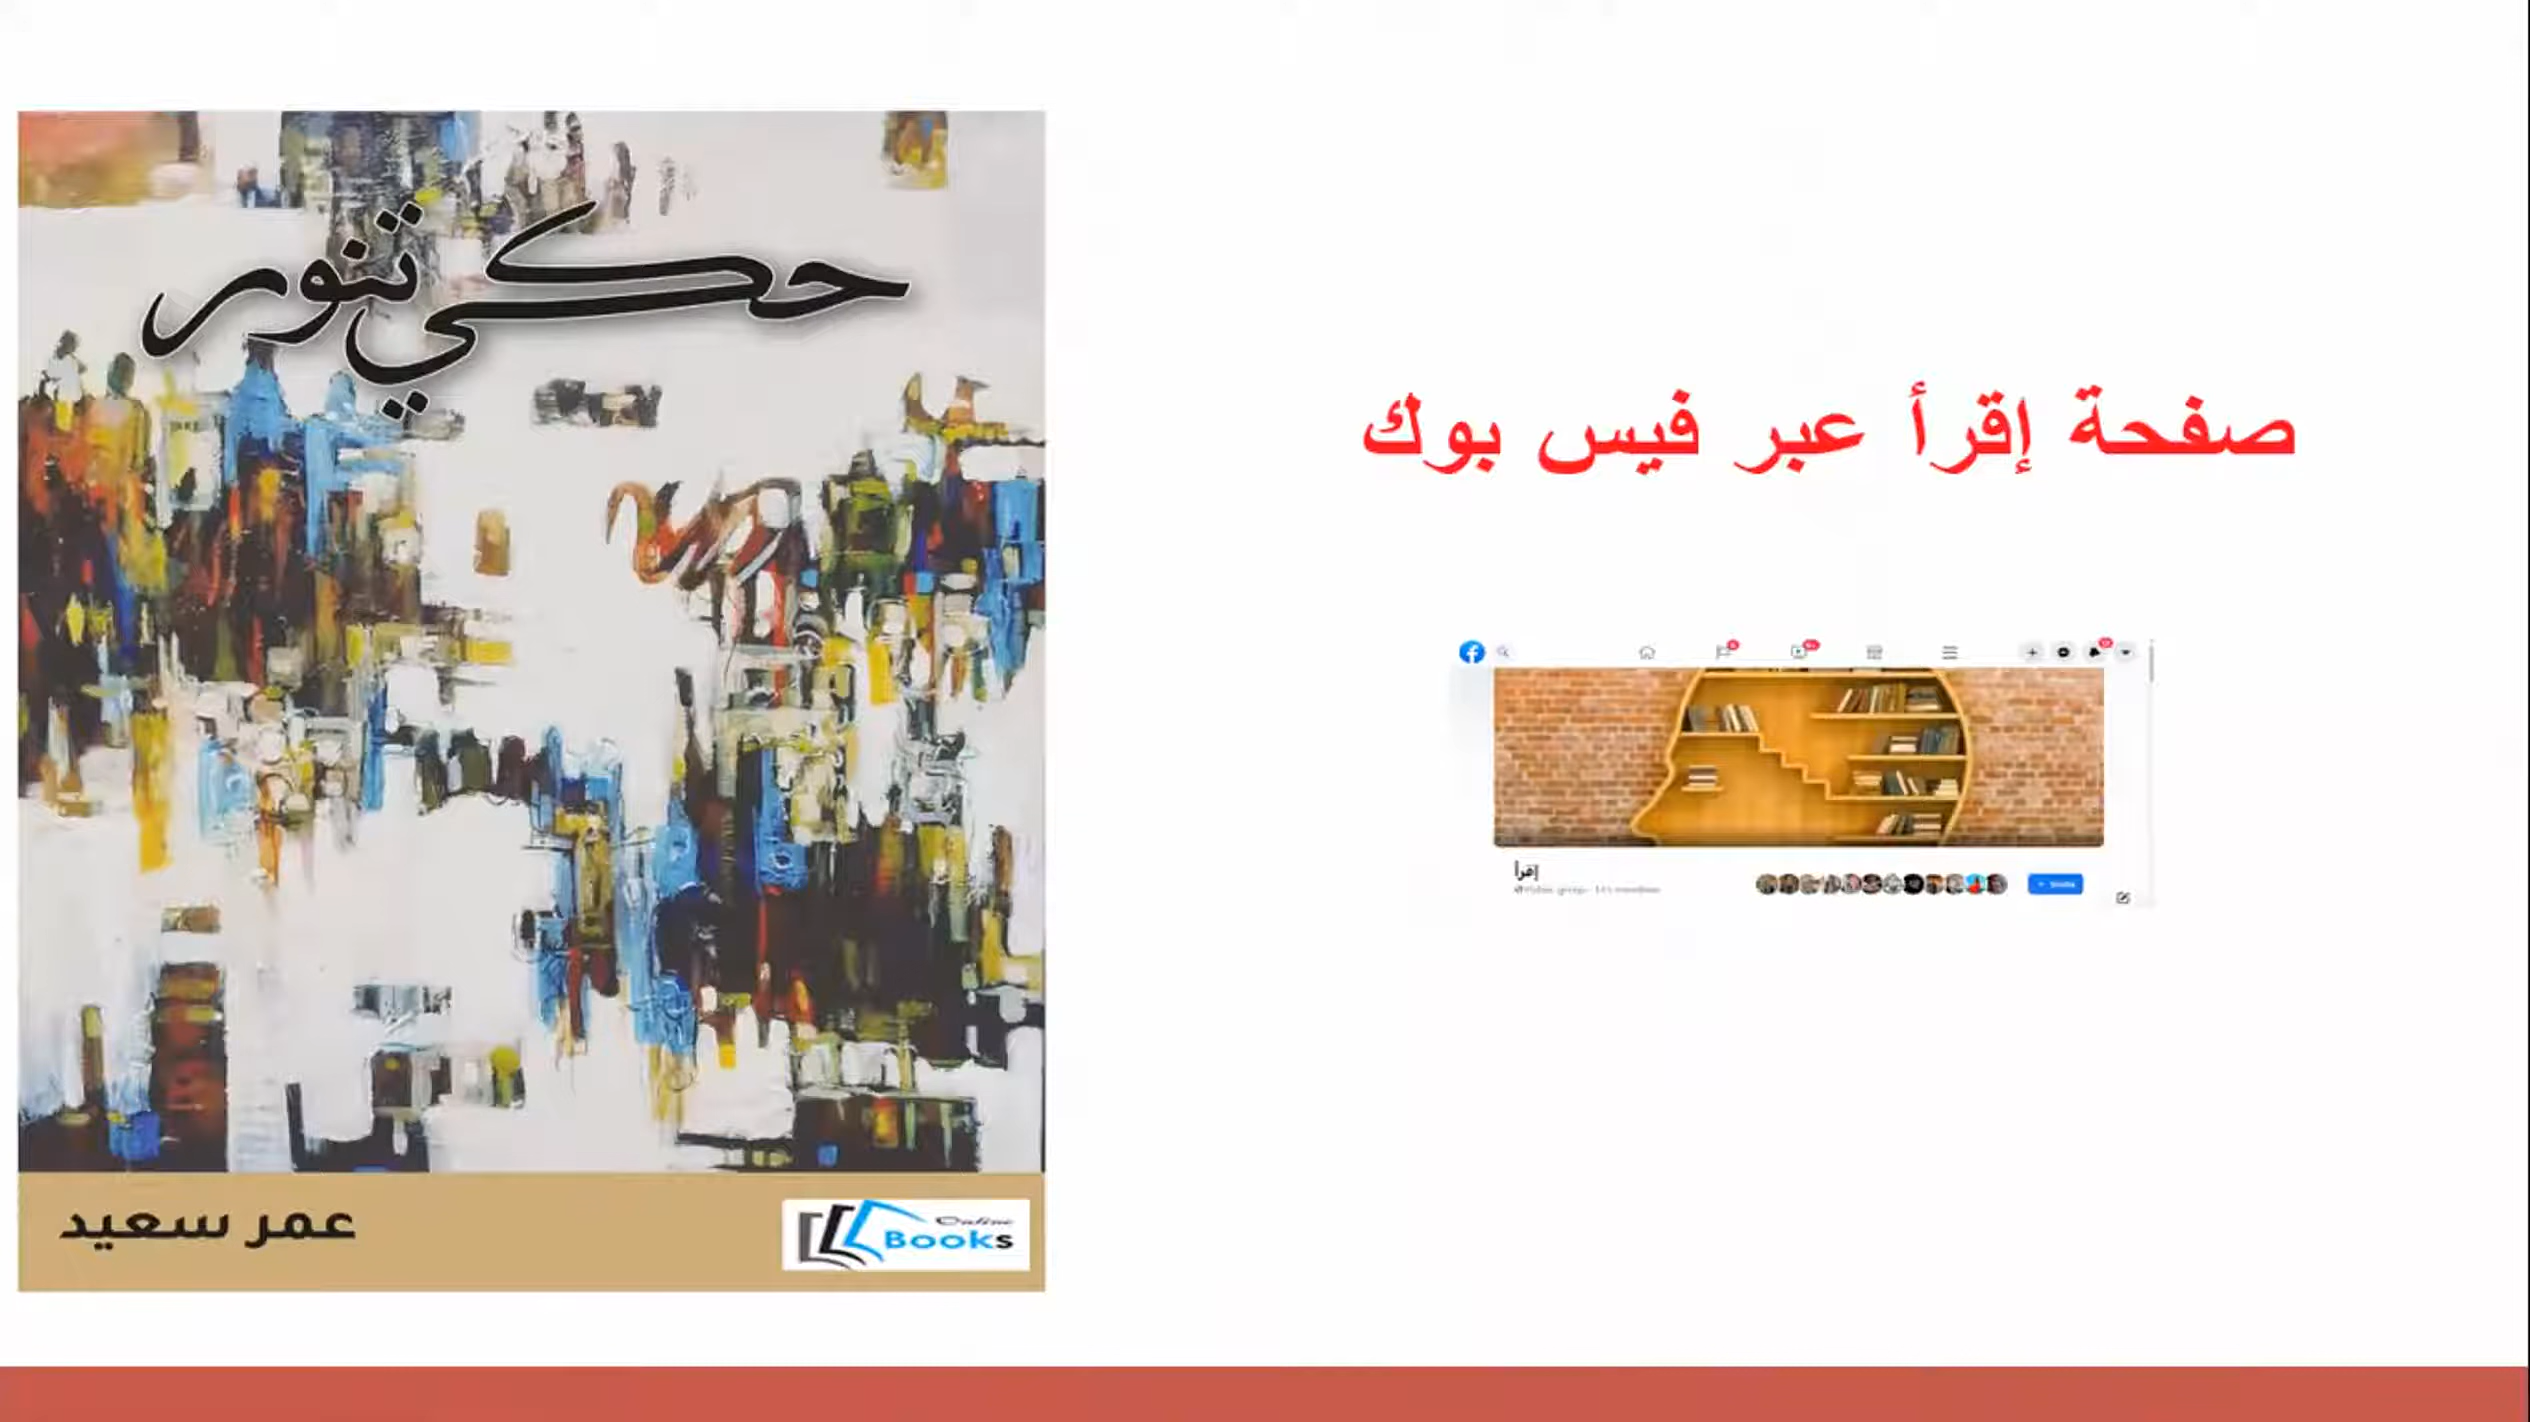 حكي تنور
عمر سعيد
Online
Books
صفحة إقرأ عبر فيس بوك
إقرأ